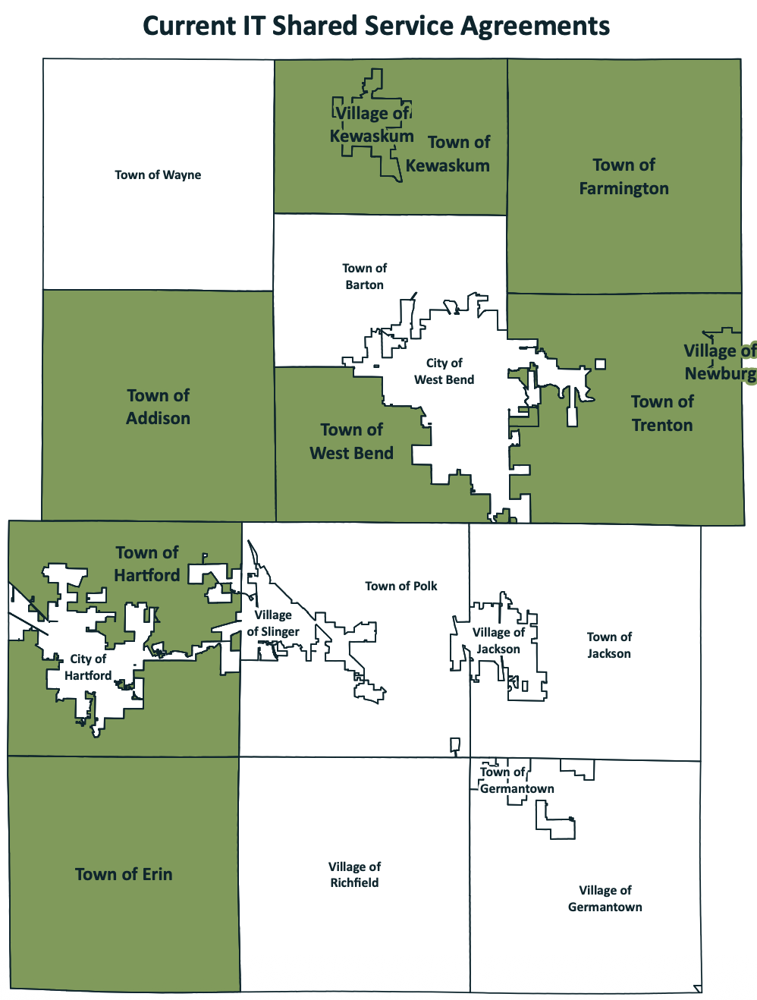 Current IT Shared Service Agreements
Village of
Kewaskum
Town of
Kewaskum
Town of
Farmington
Town of Wayne
Town of
Barton
City of
West Bend
Village of
Newburg
Town of
Trenton
Town of
Addison
Town of
West Bend
Town of
Hartford
Town of Polk
Village
of Slinger
Village of
Jackson
Town of
Jackson
City of
Hartford
Town of
Germantown
Town of Erin
Village of
Richfield
Village of
Germantown